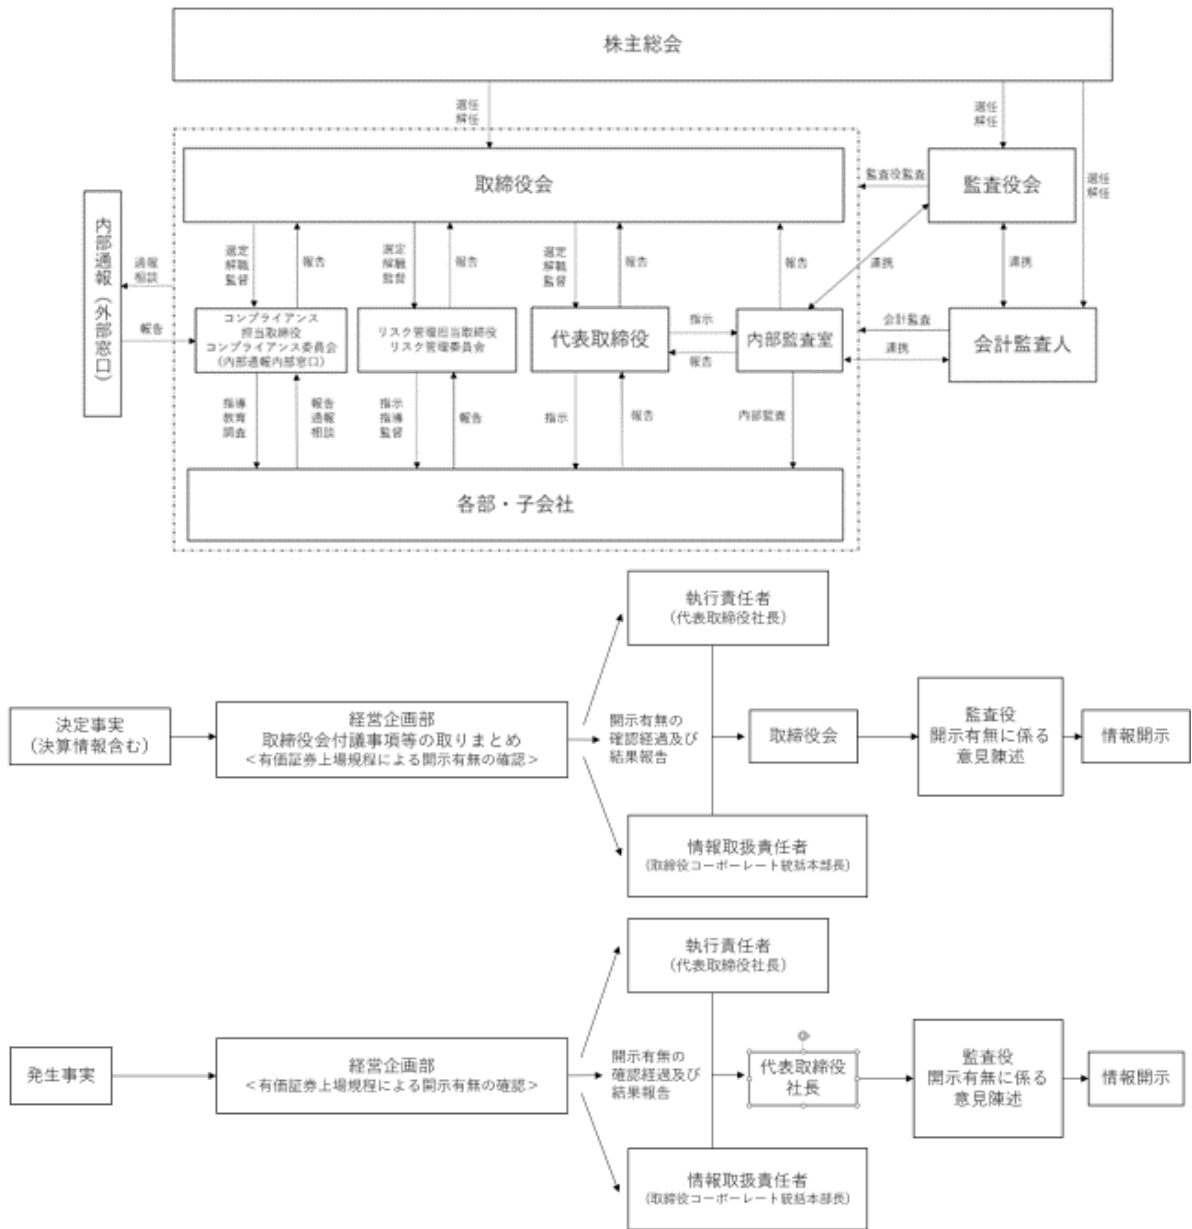 株主総会
選任
解任
選任
解任
選任
解任
取締役会
監査役監査
監査役会
内部通報（外部窓口）
通報
相談
報告
選定
解職
監督
報告
選定
解職
監督
報告
選定
解職
監督
報告
報告
連携
連携
コンプライアンス
担当取締役
コンプライアンス委員会
（内部通報内部窓口）
リスク管理担当取締役
リスク管理委員会
代表取締役
指示
報告
内部監査室
会計監査
連携
会計監査人
指導
教育
調査
報告
通報
相談
指示
指導
監督
報告
指示
報告
内部監査
各部・子会社
決定事実
（決算情報含む）
経営企画部
取締役会付議事項等の取りまとめ
＜有価証券上場規程による開示有無の確認＞
執行責任者
（代表取締役社長）
開示有無の
確認経過及び
結果報告
情報取扱責任者
（取締役コーポレート統括本部長）
取締役会
監査役
開示有無に係る
意見陳述
情報開示
発生事実
経営企画部
＜有価証券上場規程による開示有無の確認＞
執行責任者
（代表取締役社長）
開示有無の
確認経過及び
結果報告
情報取扱責任者
（取締役コーポレート統括本部長）
代表取締役
社長
監査役
開示有無に係る
意見陳述
情報開示